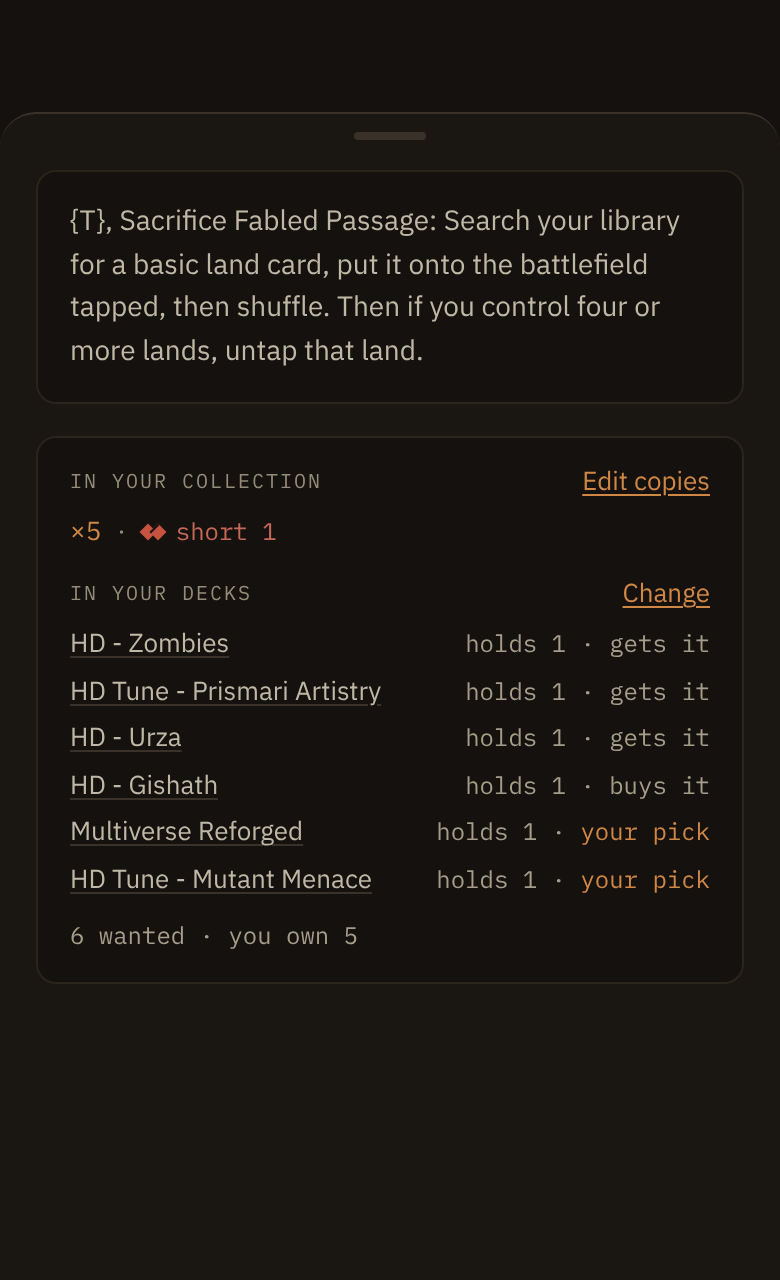 {T}, Sacrifice Fabled Passage: Search your library
for a basic land card, put it onto the battlefield
tapped, then shuffle. Then if you control four or
more lands, untap that land.
IN YOUR COLLECTION Edit copies
×5 · short 1
IN YOUR DECKS Change
HD - Zombies holds 1 · gets it
HD Tune - Prismari Artistry holds 1 · gets it
HD - Urza holds 1 · gets it
HD - Gishath holds 1 · buys it
Multiverse Reforged holds 1 · your pick
HD Tune - Mutant Menace holds 1 · your pick
6 wanted · you own 5